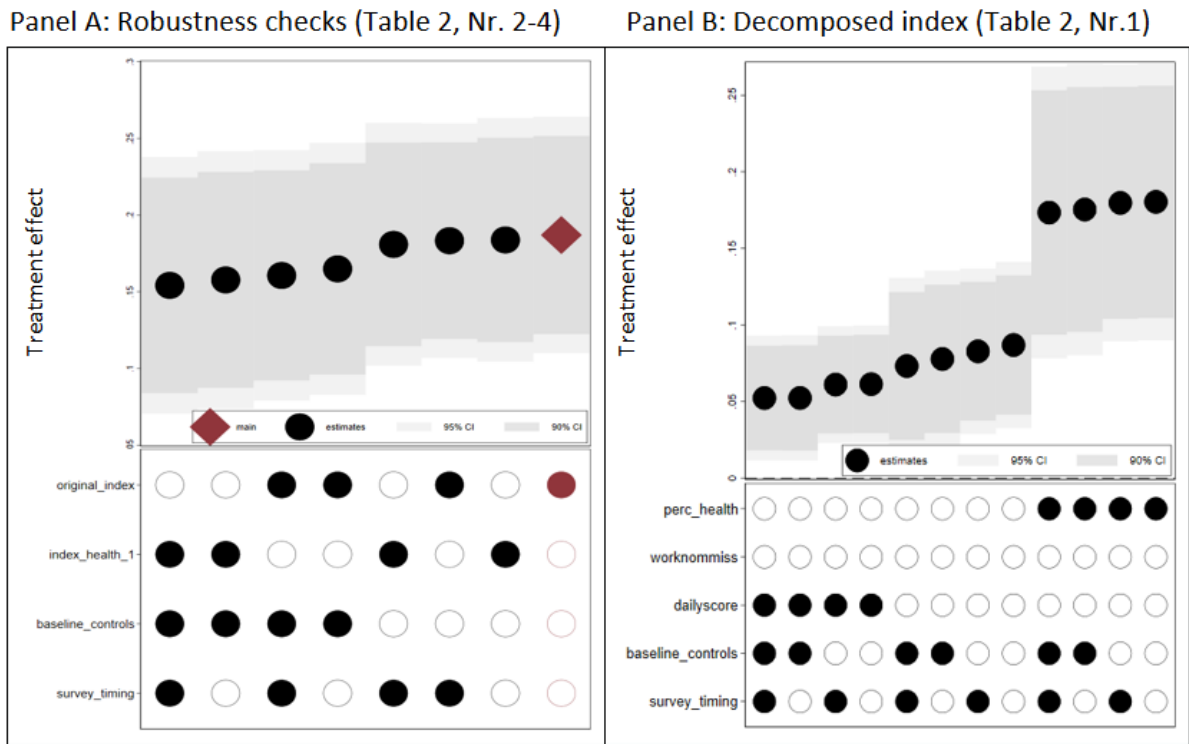 Panel A: Robustness checks (Table 2, Nr. 2-4)
Treatment effect
.3
.25
.2
.15
.1
.05
main
estimates
95% CI
90% CI
original_index
index_health_1
baseline_controls
survey_timing
Panel B: Decomposed index (Table 2, Nr.1)
Treatment effect
.25
.2
.15
.1
.05
0
estimates
95% CI
90% CI
perc_health
worknommiss
dailyscore
baseline_controls
survey_timing